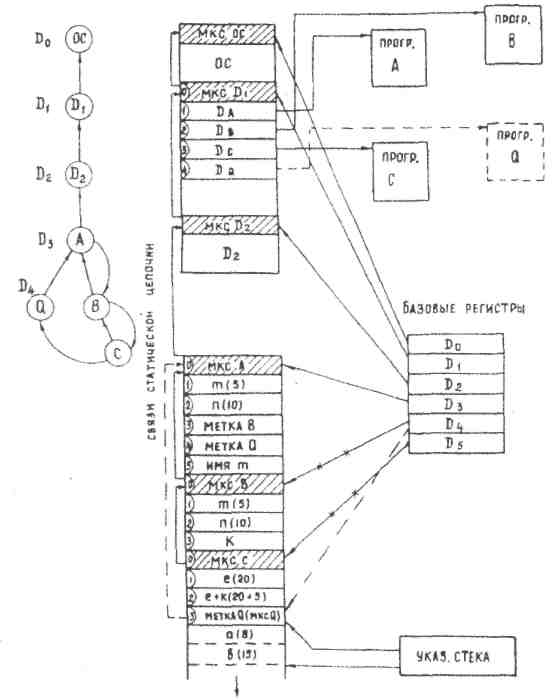 D0 ОС
D1 D1
D2 D2
D3 A
D4 Q
B
C
СВЯЗИ СТАТИЧЕСКОЙ ЦЕПОЧКИ
МКС ОС
ОС
0 МКС D1
1 DA
2 DB
3 DC
4 DQ
МКС D2
D2
0 МКС А
1 m(5)
2 n(10)
3 МЕТКА В
4 МЕТКА Q
5 ИМЯ m
0 МКС В
1 m(5)
2 n(10)
3 К
0 МКС С
1 е(20)
2 е+к(20+5)
3 МЕТКА Q(МКСQ)
а(8)
в(15)
ПРОГР. А
ПРОГР. В
ПРОГР. С
ПРОГР. Q
БАЗОВЫЕ РЕГИСТРЫ
D0
D1
D2
D3
D4
D5
УКАЗ. СТЕКА